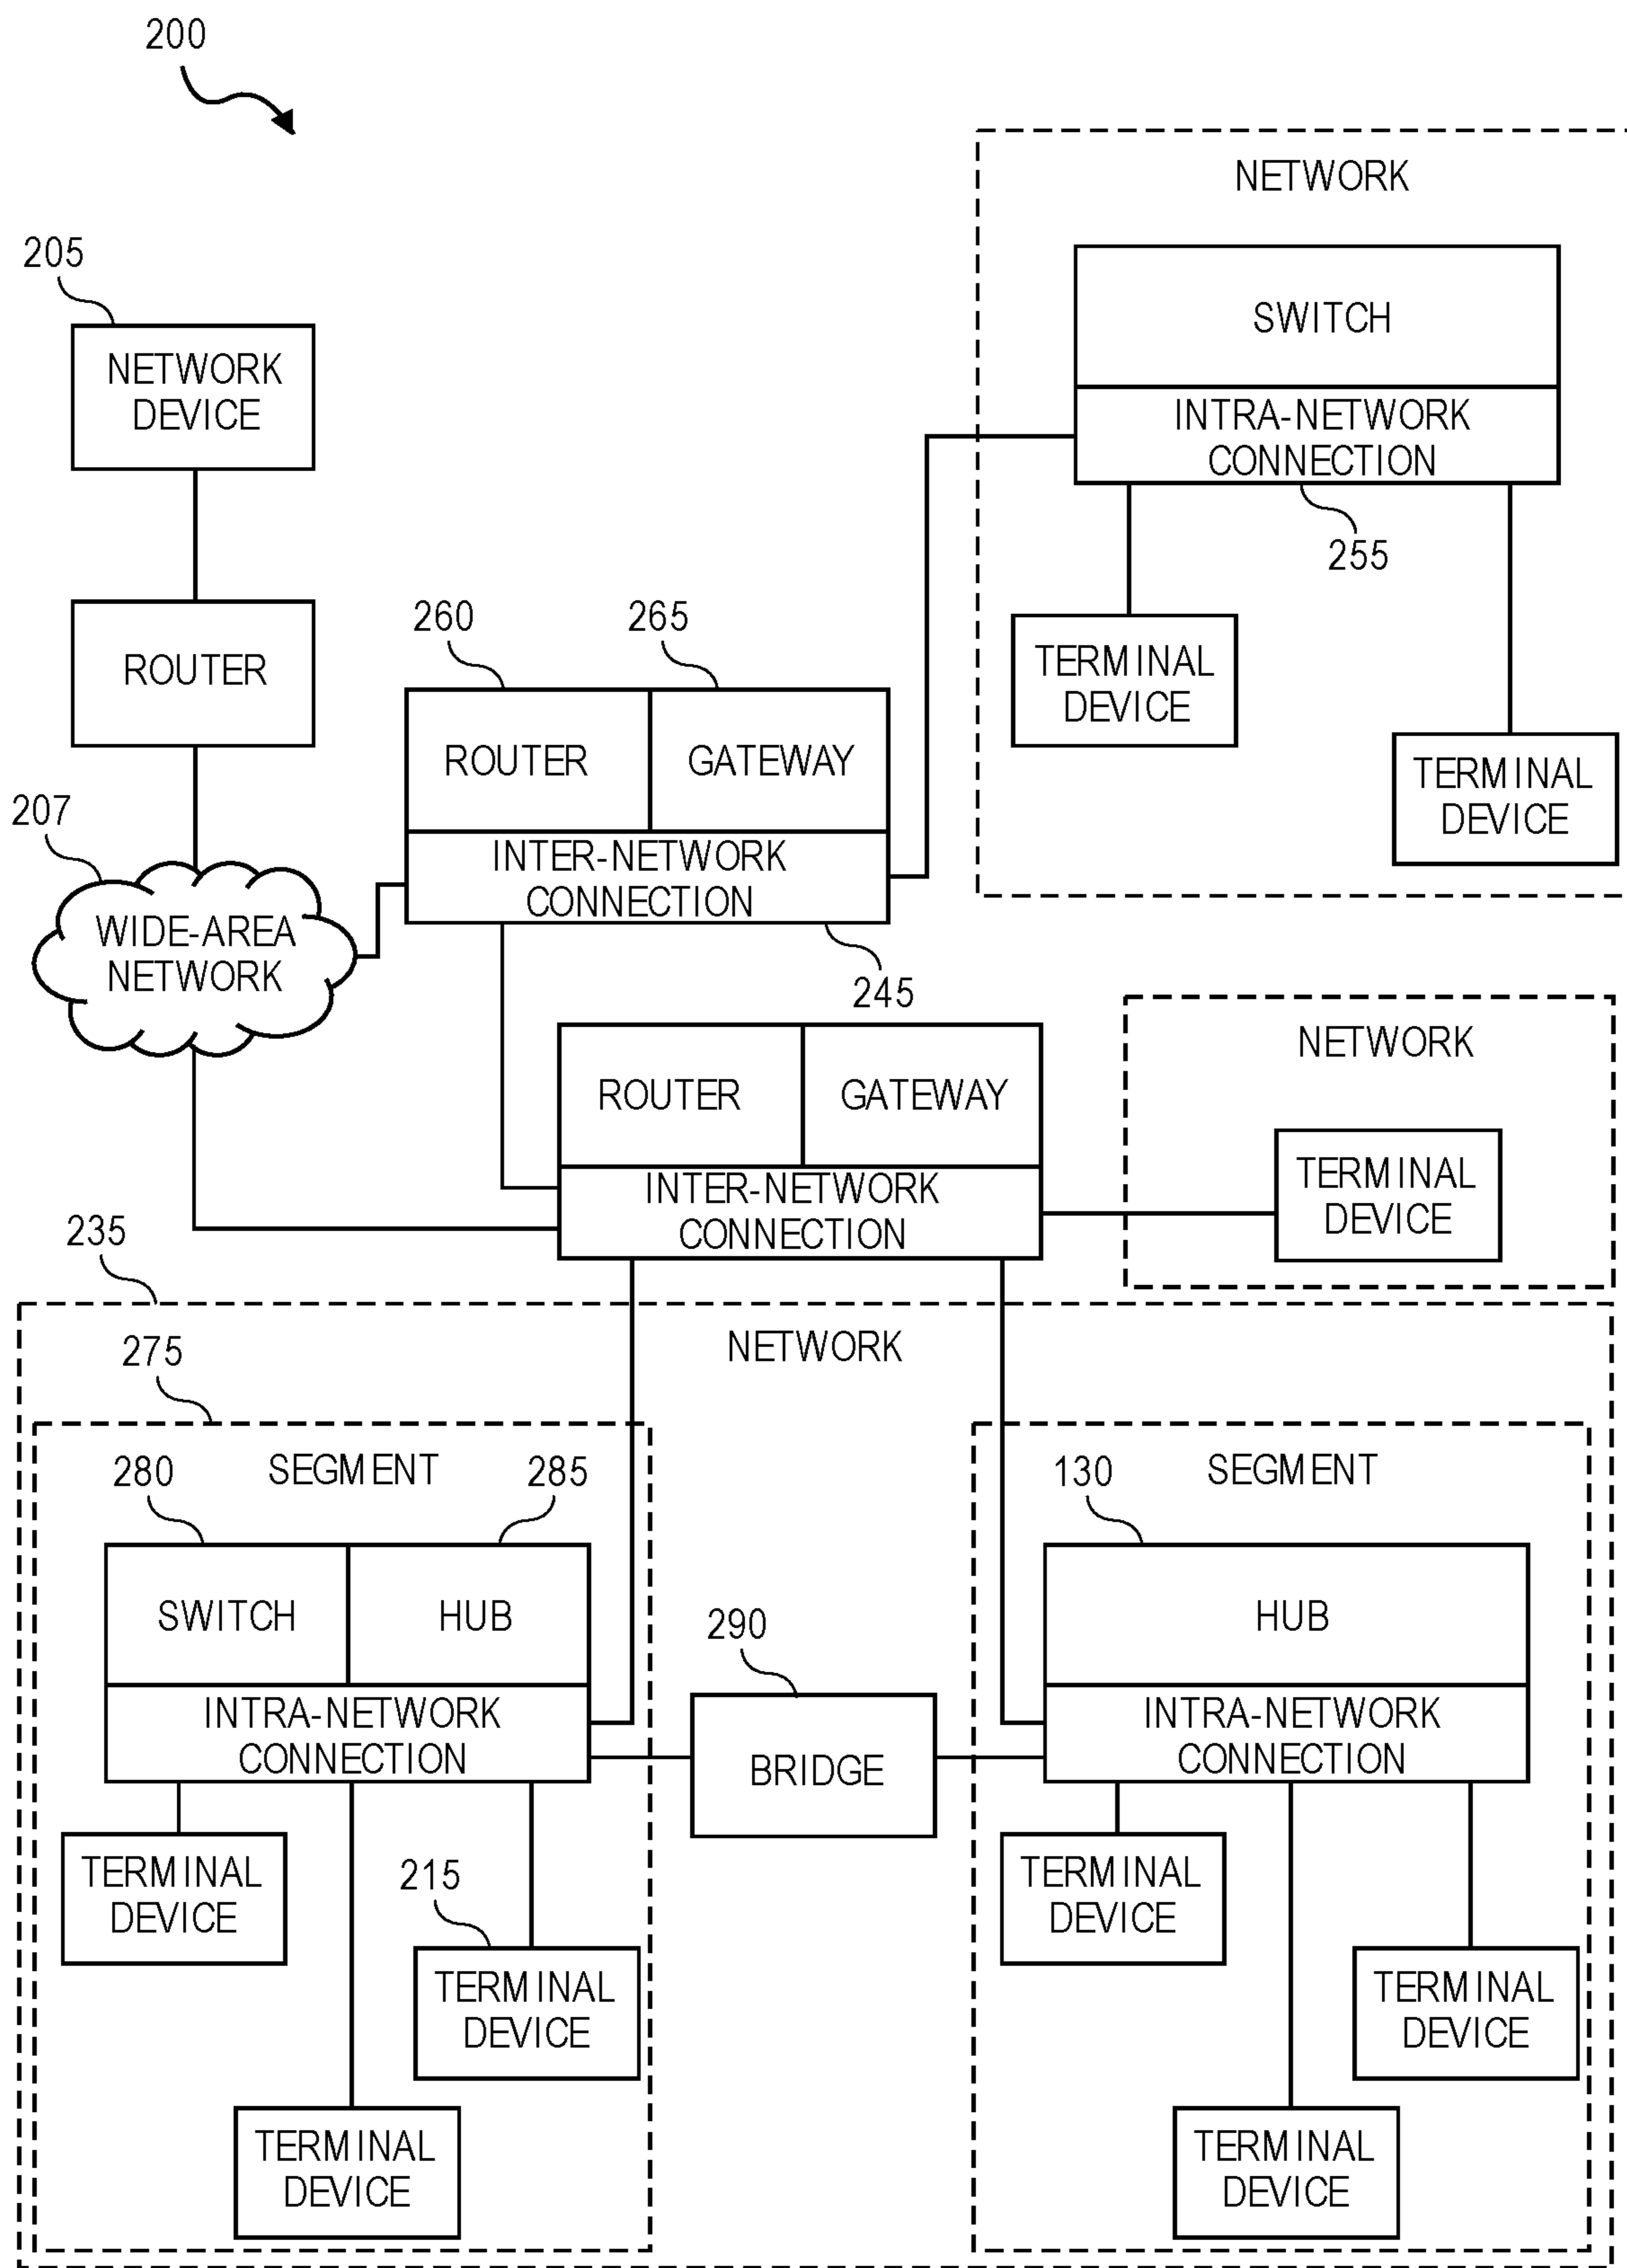 200
NETWORK
205
SWITCH
NETWORK
DEVICE
INTRA-NETWORK
CONNECTION
255
260
265
ROUTER
TERMINAL
DEVICE
ROUTER
GATEWAY
TERMINAL
DEVICE
207
INTER-NETWORK
CONNECTION
WIDE-AREA
NETWORK
245
NETWORK
ROUTER
GATEWAY
TERMINAL
DEVICE
INTER-NETWORK
CONNECTION
235
NETWORK
275
280
SEGMENT
285
130
SEGMENT
SWITCH
HUB
290
HUB
INTRA-NETWORK
CONNECTION
BRIDGE
INTRA-NETWORK
CONNECTION
TERMINAL
DEVICE
215
TERMINAL
DEVICE
TERMINAL
DEVICE
TERMINAL
DEVICE
TERMINAL
DEVICE
TERMINAL
DEVICE